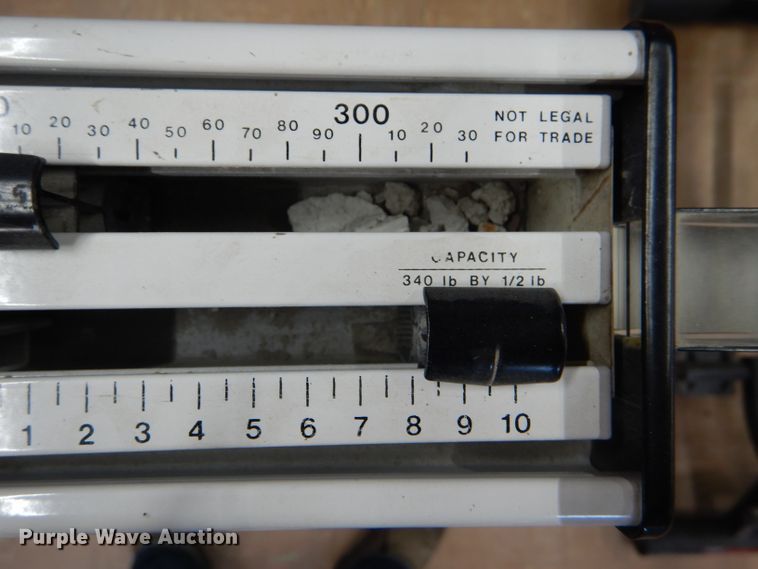 0 300 NOT LEGAL
10 20 30 40 50 60 70 80 90 10 20 30 FOR TRADE
CAPACITY
340 lb BY 1/2 lb
1 2 3 4 5 6 7 8 9 10
Purple Wave Auction